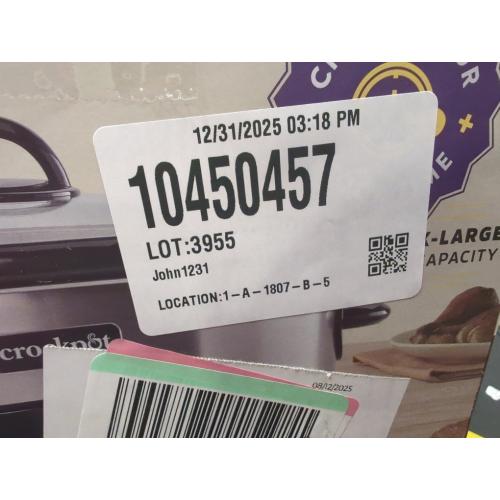 12/31/2025 03:18 PM
10450457
LOT:3955
John1231
LOCATION:1-A-1807-B-5
-LARGE
APACITY
crockpot
08/12/2025